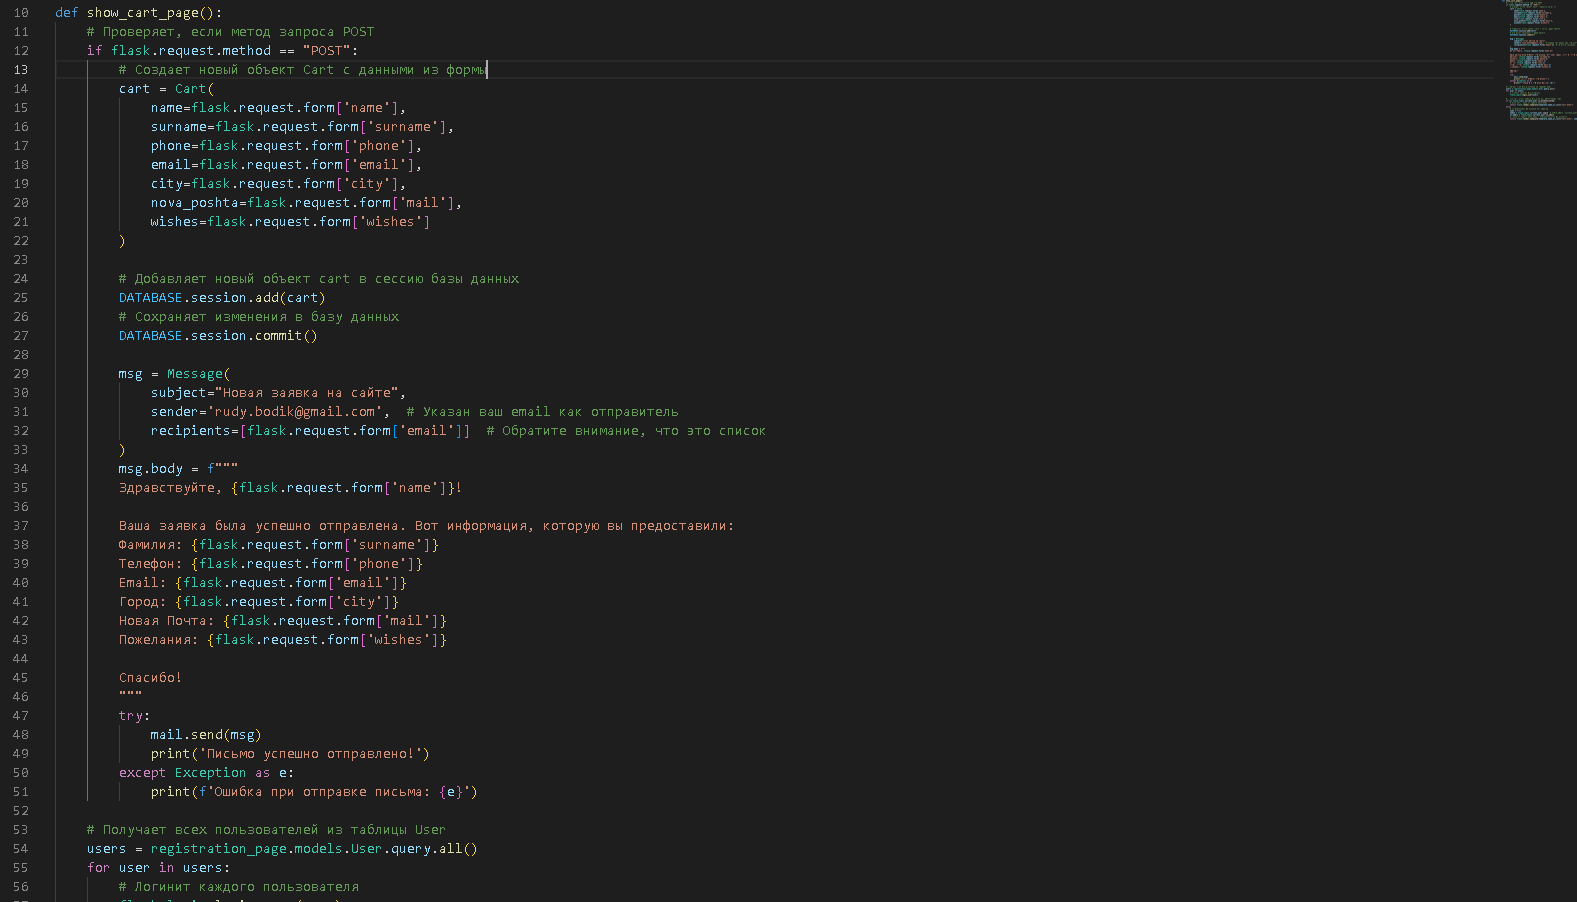 10 def show_cart_page():
11 # Проверяет, если метод запроса POST
12 if flask.request.method == "POST":
13 # Создает новый объект Cart с данными из формы
14 cart = Cart(
15 name=flask.request.form['name'],
16 surname=flask.request.form['surname'],
17 phone=flask.request.form['phone'],
18 email=flask.request.form['email'],
19 city=flask.request.form['city'],
20 nova_poshta=flask.request.form['mail'],
21 wishes=flask.request.form['wishes']
22 )
23
24 # Добавляет новый объект cart в сессию базы данных
25 DATABASE.session.add(cart)
26 # Сохраняет изменения в базу данных
27 DATABASE.session.commit()
28
29 msg = Message(
30 subject="Новая заявка на сайте",
31 sender='rudy.bodik@gmail.com', # Указан ваш email как отправитель
32 recipients=[flask.request.form['email']] # Обратите внимание, что это список
33 )
34 msg.body = f"""
35 Здравствуйте, {flask.request.form['name']}!
36
37 Ваша заявка была успешно отправлена. Вот информация, которую вы предоставили:
38 Фамилия: {flask.request.form['surname']}
39 Телефон: {flask.request.form['phone']}
40 Email: {flask.request.form['email']}
41 Город: {flask.request.form['city']}
42 Новая Почта: {flask.request.form['mail']}
43 Пожелания: {flask.request.form['wishes']}
44
45 Спасибо!
46 """
47 try:
48 mail.send(msg)
49 print('Письмо успешно отправлено!')
50 except Exception as e:
51 print(f'Ошибка при отправке письма: {e}')
52
53 # Получает всех пользователей из таблицы User
54 users = registration_page.models.User.query.all()
55 for user in users:
56 # Логинит каждого пользователя